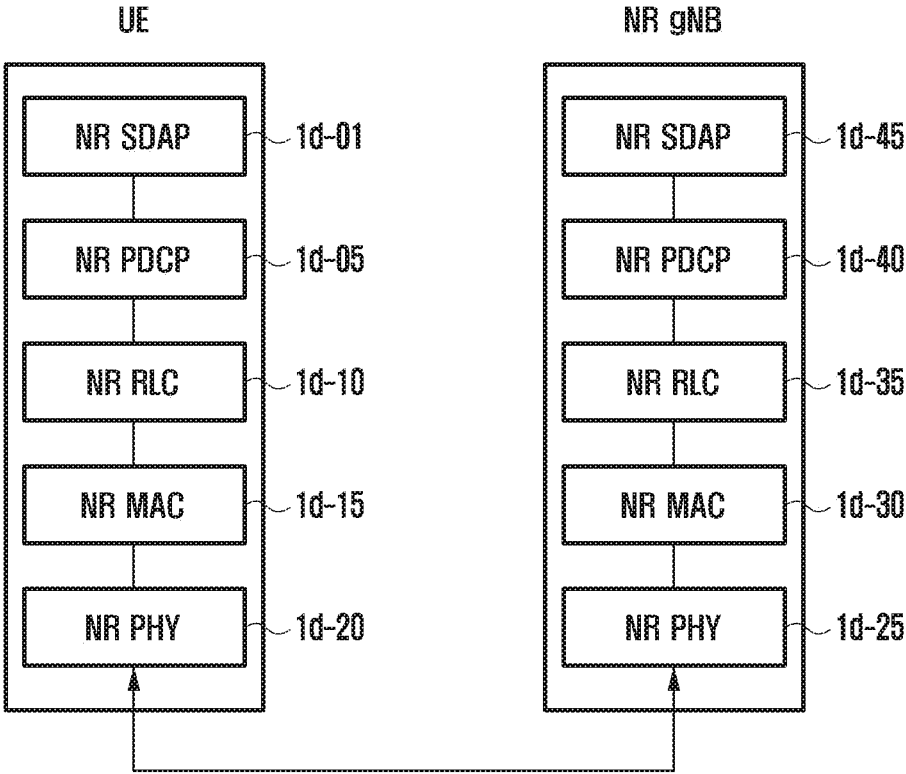 UE NR gNB
NR SDAP 1d-01 NR SDAP 1d-45
NR PDCP 1d-05 NR PDCP 1d-40
NR RLC 1d-10 NR RLC 1d-35
NR MAC 1d-15 NR MAC 1d-30
NR PHY 1d-20 NR PHY 1d-25